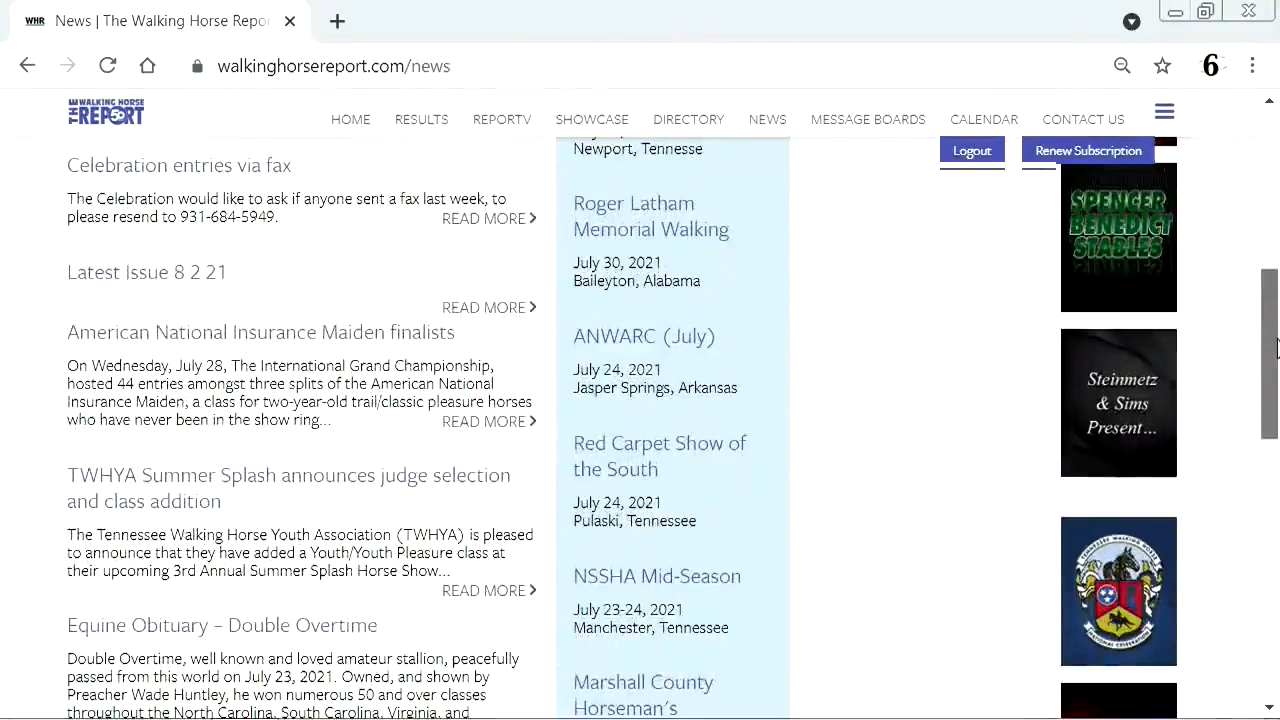 WHR News | The Walking Horse Repo
walkinghorsereport.com/news
6
THE WALKING HORSE REPORT 50
HOME RESULTS REPORTV SHOWCASE DIRECTORY NEWS MESSAGE BOARDS CALENDAR CONTACT US
Logout Renew Subscription
Celebration entries via fax
The Celebration would like to ask if anyone sent a fax last week, to
please resend to 931-684-5949.
READ MORE >
Latest Issue 8 2 21
READ MORE >
American National Insurance Maiden finalists
On Wednesday, July 28, The International Grand Championship,
hosted 44 entries amongst three splits of the American National
Insurance Maiden, a class for two-year-old trail/classic pleasure horses
who have never been in the show ring...
READ MORE >
TWHYA Summer Splash announces judge selection
and class addition
The Tennessee Walking Horse Youth Association (TWHYA) is pleased
to announce that they have added a Youth/Youth Pleasure class at
their upcoming 3rd Annual Summer Splash Horse Show...
READ MORE >
Equine Obituary – Double Overtime
Double Overtime, well known and loved amateur stallion, peacefully
passed from this world on July 23, 2021. Owned, and shown by
Preacher Wade Huntley, he won numerous 50 and over classes
throughout the North Carolina, South Carolina, Virginia, and
Newport, Tennesse
Roger Latham
Memorial Walking
July 30, 2021
Baileyton, Alabama
ANWARC (July)
July 24, 2021
Jasper Springs, Arkansas
Red Carpet Show of
the South
July 24, 2021
Pulaski, Tennessee
NSSHA Mid-Season
July 23-24, 2021
Manchester, Tennessee
Marshall County
Horseman's
SPENCER
BENEDICT
STABLES
Steinmetz
& Sims
Present...
TENNESSEE WALKING HORSE
NATIONAL CELEBRATION